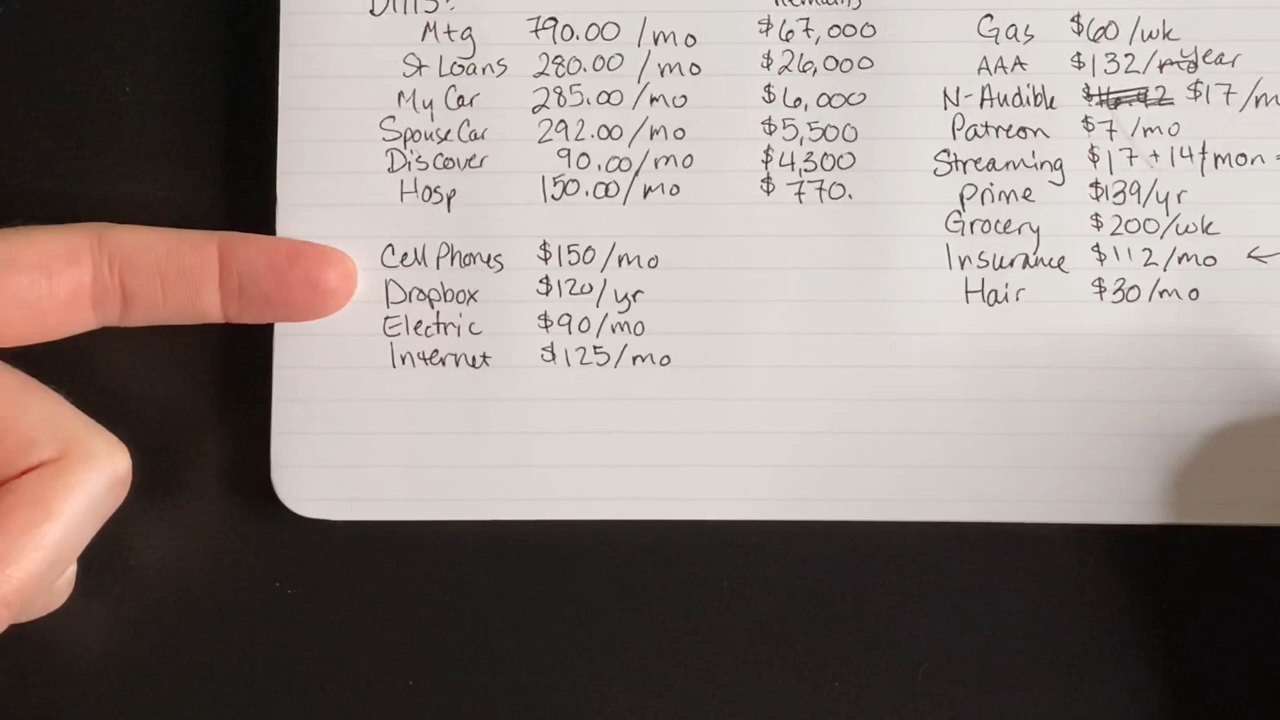 Bills:
Remains
Mtg 790.00 /mo $67,000
St Loans 280.00 /mo $26,000
My Car 285.00/mo $6,000
Spouse Car 292.00/mo $5,500
Discover 90.00/mo $4,300
Hosp 150.00/mo $ 770.
Cell Phones $150/mo
Dropbox $120/yr
Electric $90/mo
Internet $125/mo
Gas $60/wk
AAA $132/year
N-Audible $17/m
Patreon $7/mo
Streaming $17 + 14/mon =
Prime $139/yr
Grocery $200/wk
Insurance $112/mo ←
Hair $30/mo